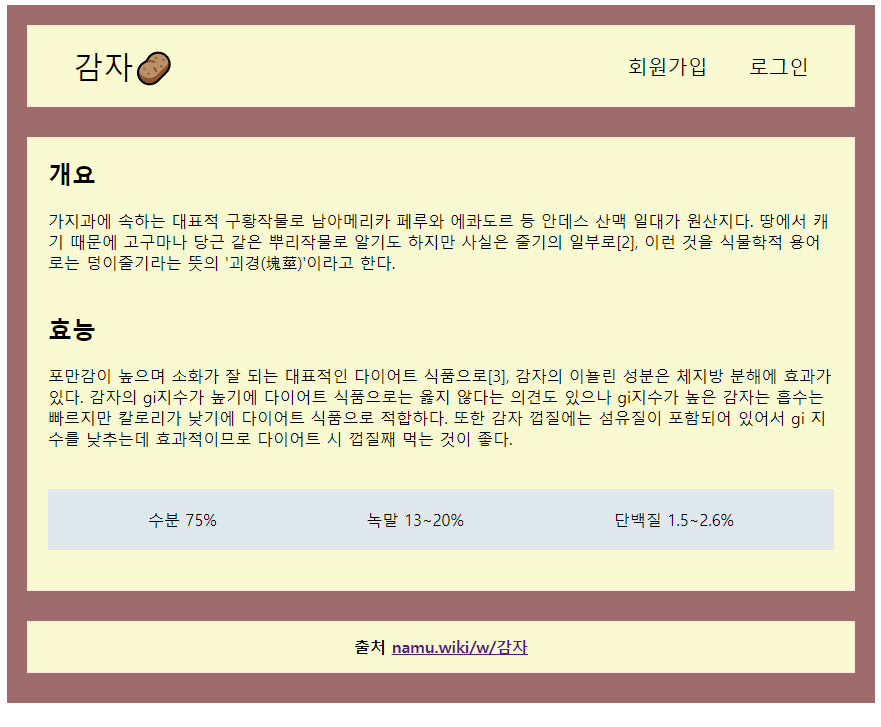 감자🥔
회원가입 로그인
개요
가지과에 속하는 대표적 구황작물로 남아메리카 페루와 에콰도르 등 안데스 산맥 일대가 원산지다. 땅에서 캐
기 때문에 고구마나 당근 같은 뿌리작물로 알기도 하지만 사실은 줄기의 일부로[2], 이런 것을 식물학적 용어
로는 덩이줄기라는 뜻의 '괴경(塊莖)'이라고 한다.
효능
포만감이 높으며 소화가 잘 되는 대표적인 다이어트 식품으로[3], 감자의 이뇰린 성분은 체지방 분해에 효과가
있다. 감자의 gi지수가 높기에 다이어트 식품으로는 옳지 않다는 의견도 있으나 gi지수가 높은 감자는 흡수는
빠르지만 칼로리가 낮기에 다이어트 식품으로 적합하다. 또한 감자 껍질에는 섬유질이 포함되어 있어서 gi 지
수를 낮추는데 효과적이므로 다이어트 시 껍질째 먹는 것이 좋다.
수분 75% 녹말 13~20% 단백질 1.5~2.6%
출처 namu.wiki/w/감자